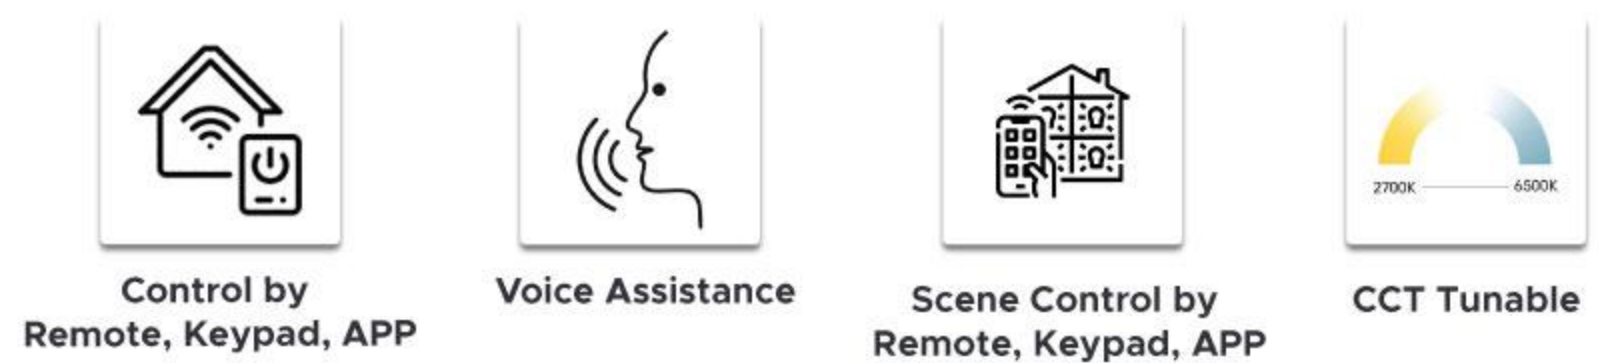 Control by
Remote, Keypad, APP
Voice Assistance
Scene Control by
Remote, Keypad, APP
2700K
6500K
CCT Tunable